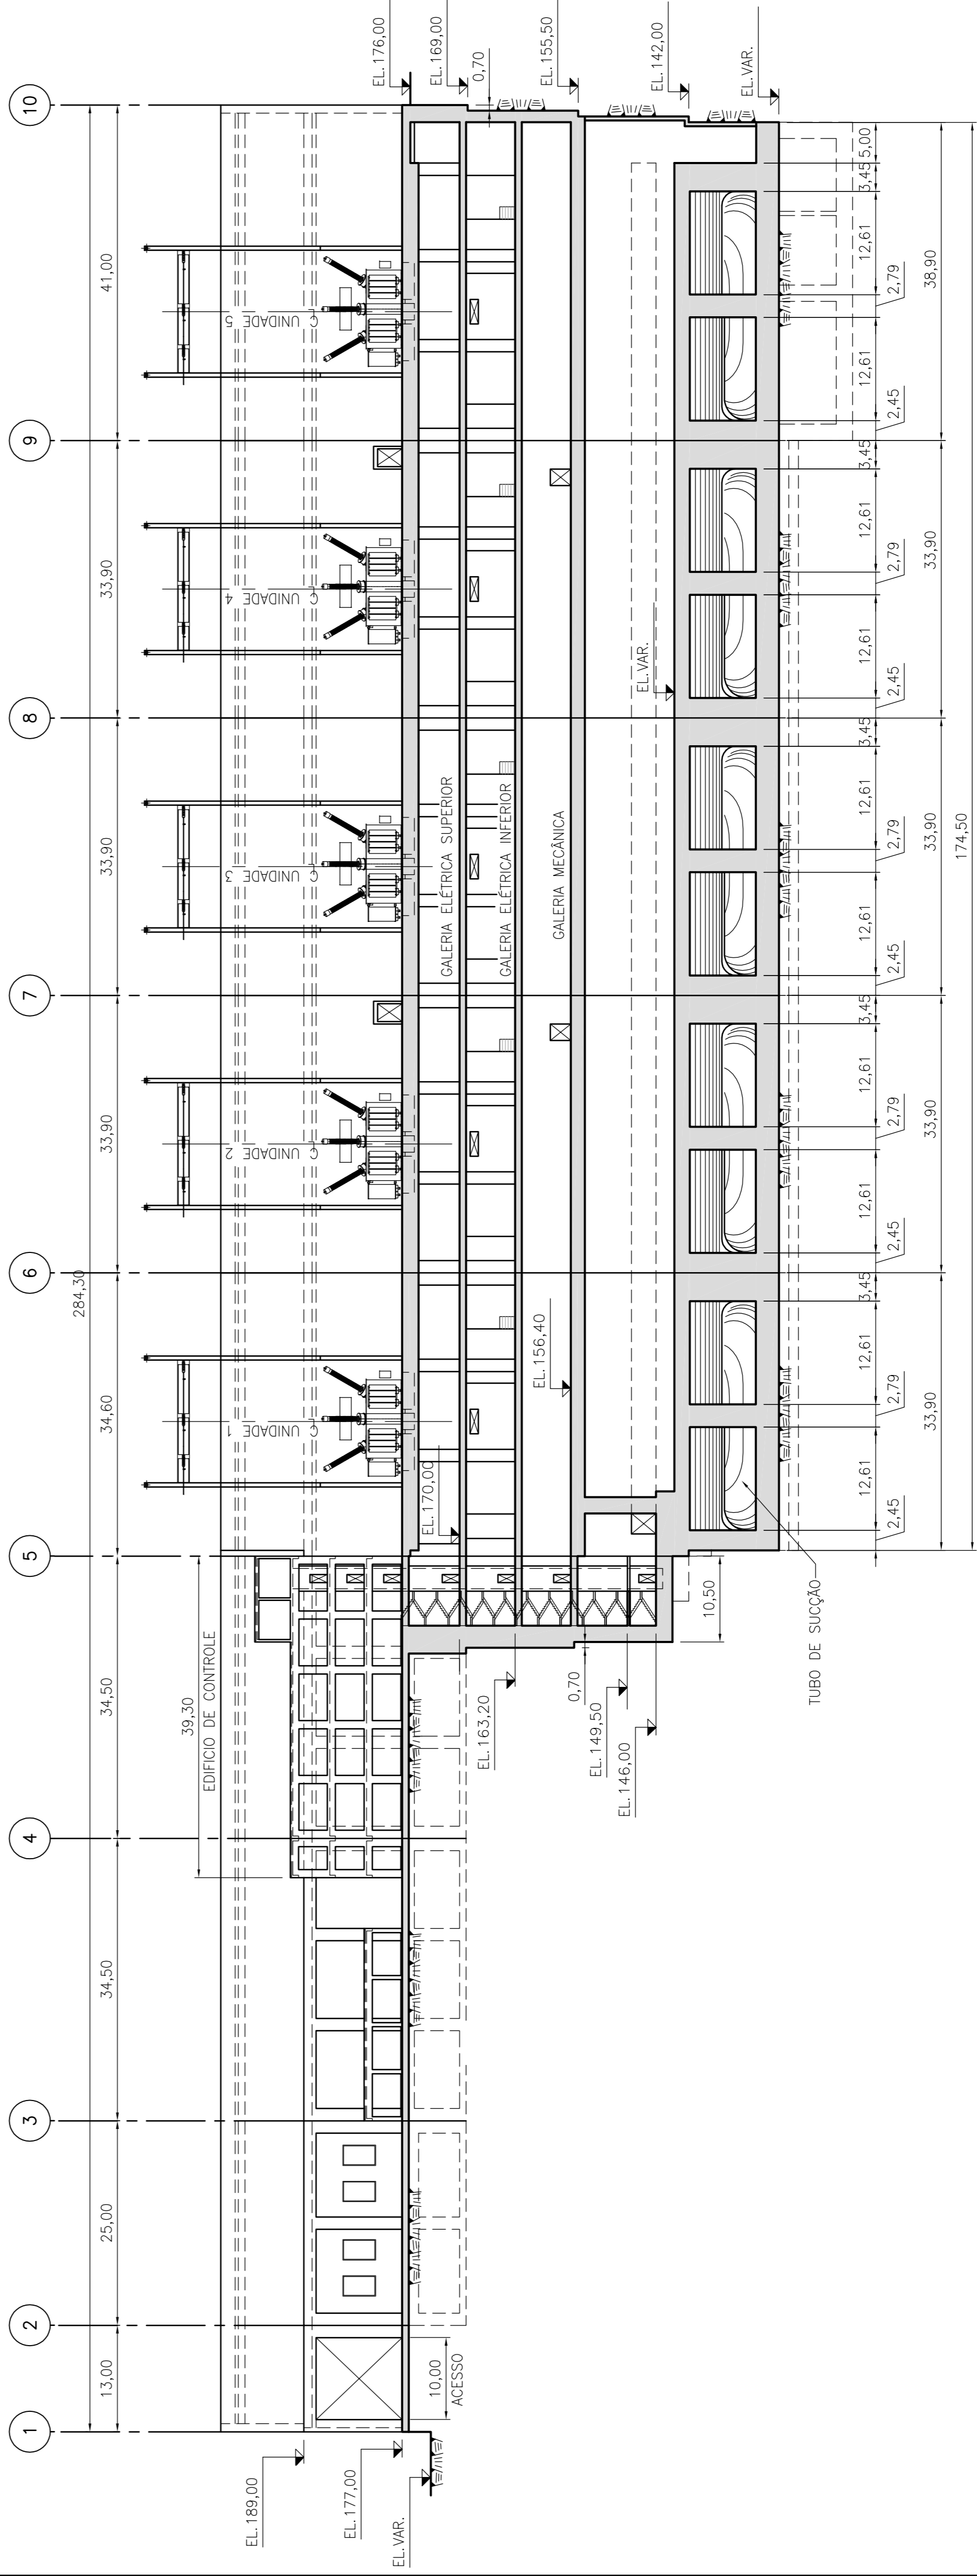 1
2
3
4
5
6
7
8
9
10
284,30
13,00
25,00
34,50
34,50
34,60
33,90
33,90
33,90
41,00
39,30
EDIFICIO DE CONTROLE
℄ UNIDADE 1
℄ UNIDADE 2
℄ UNIDADE 3
℄ UNIDADE 4
℄ UNIDADE 5
EL.189,00
EL.177,00
EL.VAR.
10,00
ACESSO
EL.176,00
EL.169,00
0,70
EL.155,50
EL.142,00
EL.VAR.
EL.170,00
GALERIA ELÉTRICA SUPERIOR
GALERIA ELÉTRICA INFERIOR
GALERIA MECÂNICA
EL.156,40
EL.VAR.
EL.163,20
0,70
EL.149,50
EL.146,00
10,50
TUBO DE SUCÇÃO
2,45
12,61
2,79
12,61
3,45
2,45
12,61
2,79
12,61
3,45
2,45
12,61
2,79
12,61
3,45
2,45
12,61
2,79
12,61
3,45
2,45
12,61
2,79
12,61
3,45
5,00
33,90
33,90
33,90
33,90
38,90
174,50